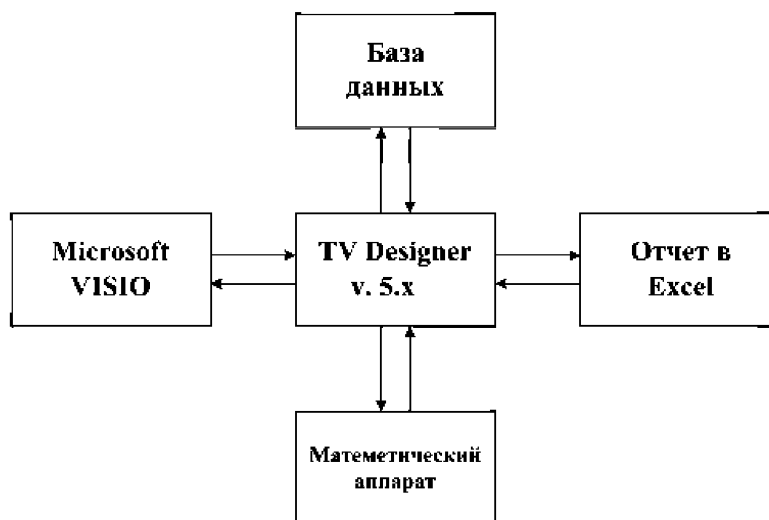 База
данных
Microsoft
VISIO
TV Designer
v. 5.x
Отчет в
Excel
Матеметический
аппарат